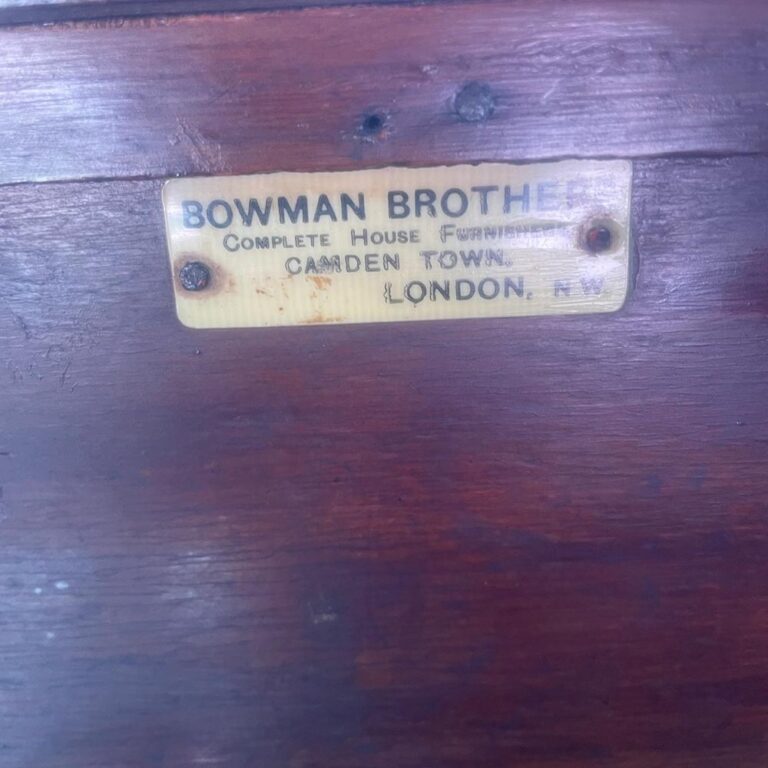 BOWMAN BROTHERS
COMPLETE HOUSE FURNISHERS
CAMDEN TOWN.
LONDON, N.W.